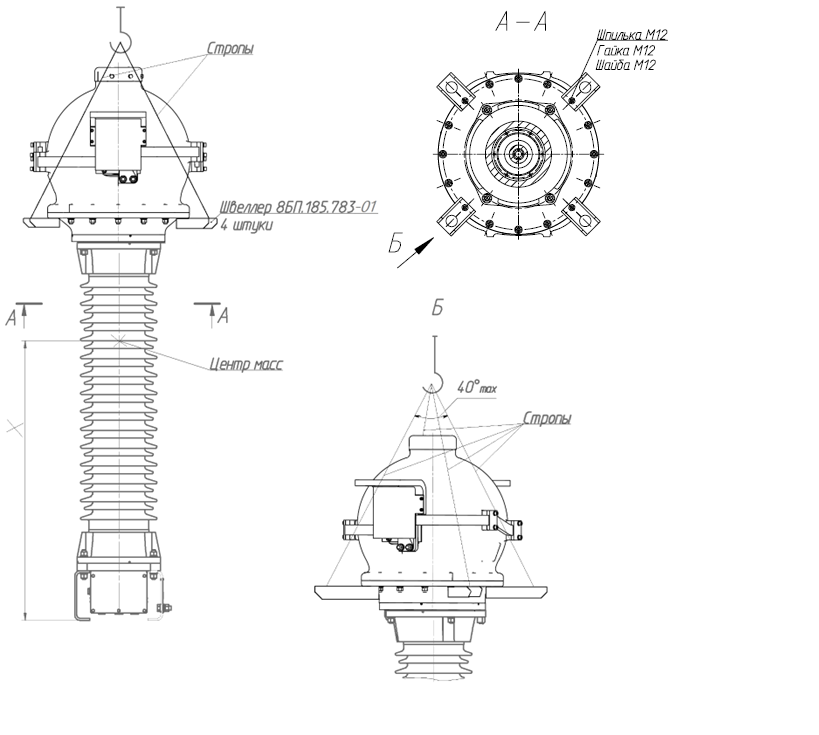 А – А
Стропы
Шпилька М12
Гайка М12
Шайба М12
Швеллер 8БП.185.783-01
4 штуки
Б
А
А
Б
Центр масс
40° max
Х
Стропы